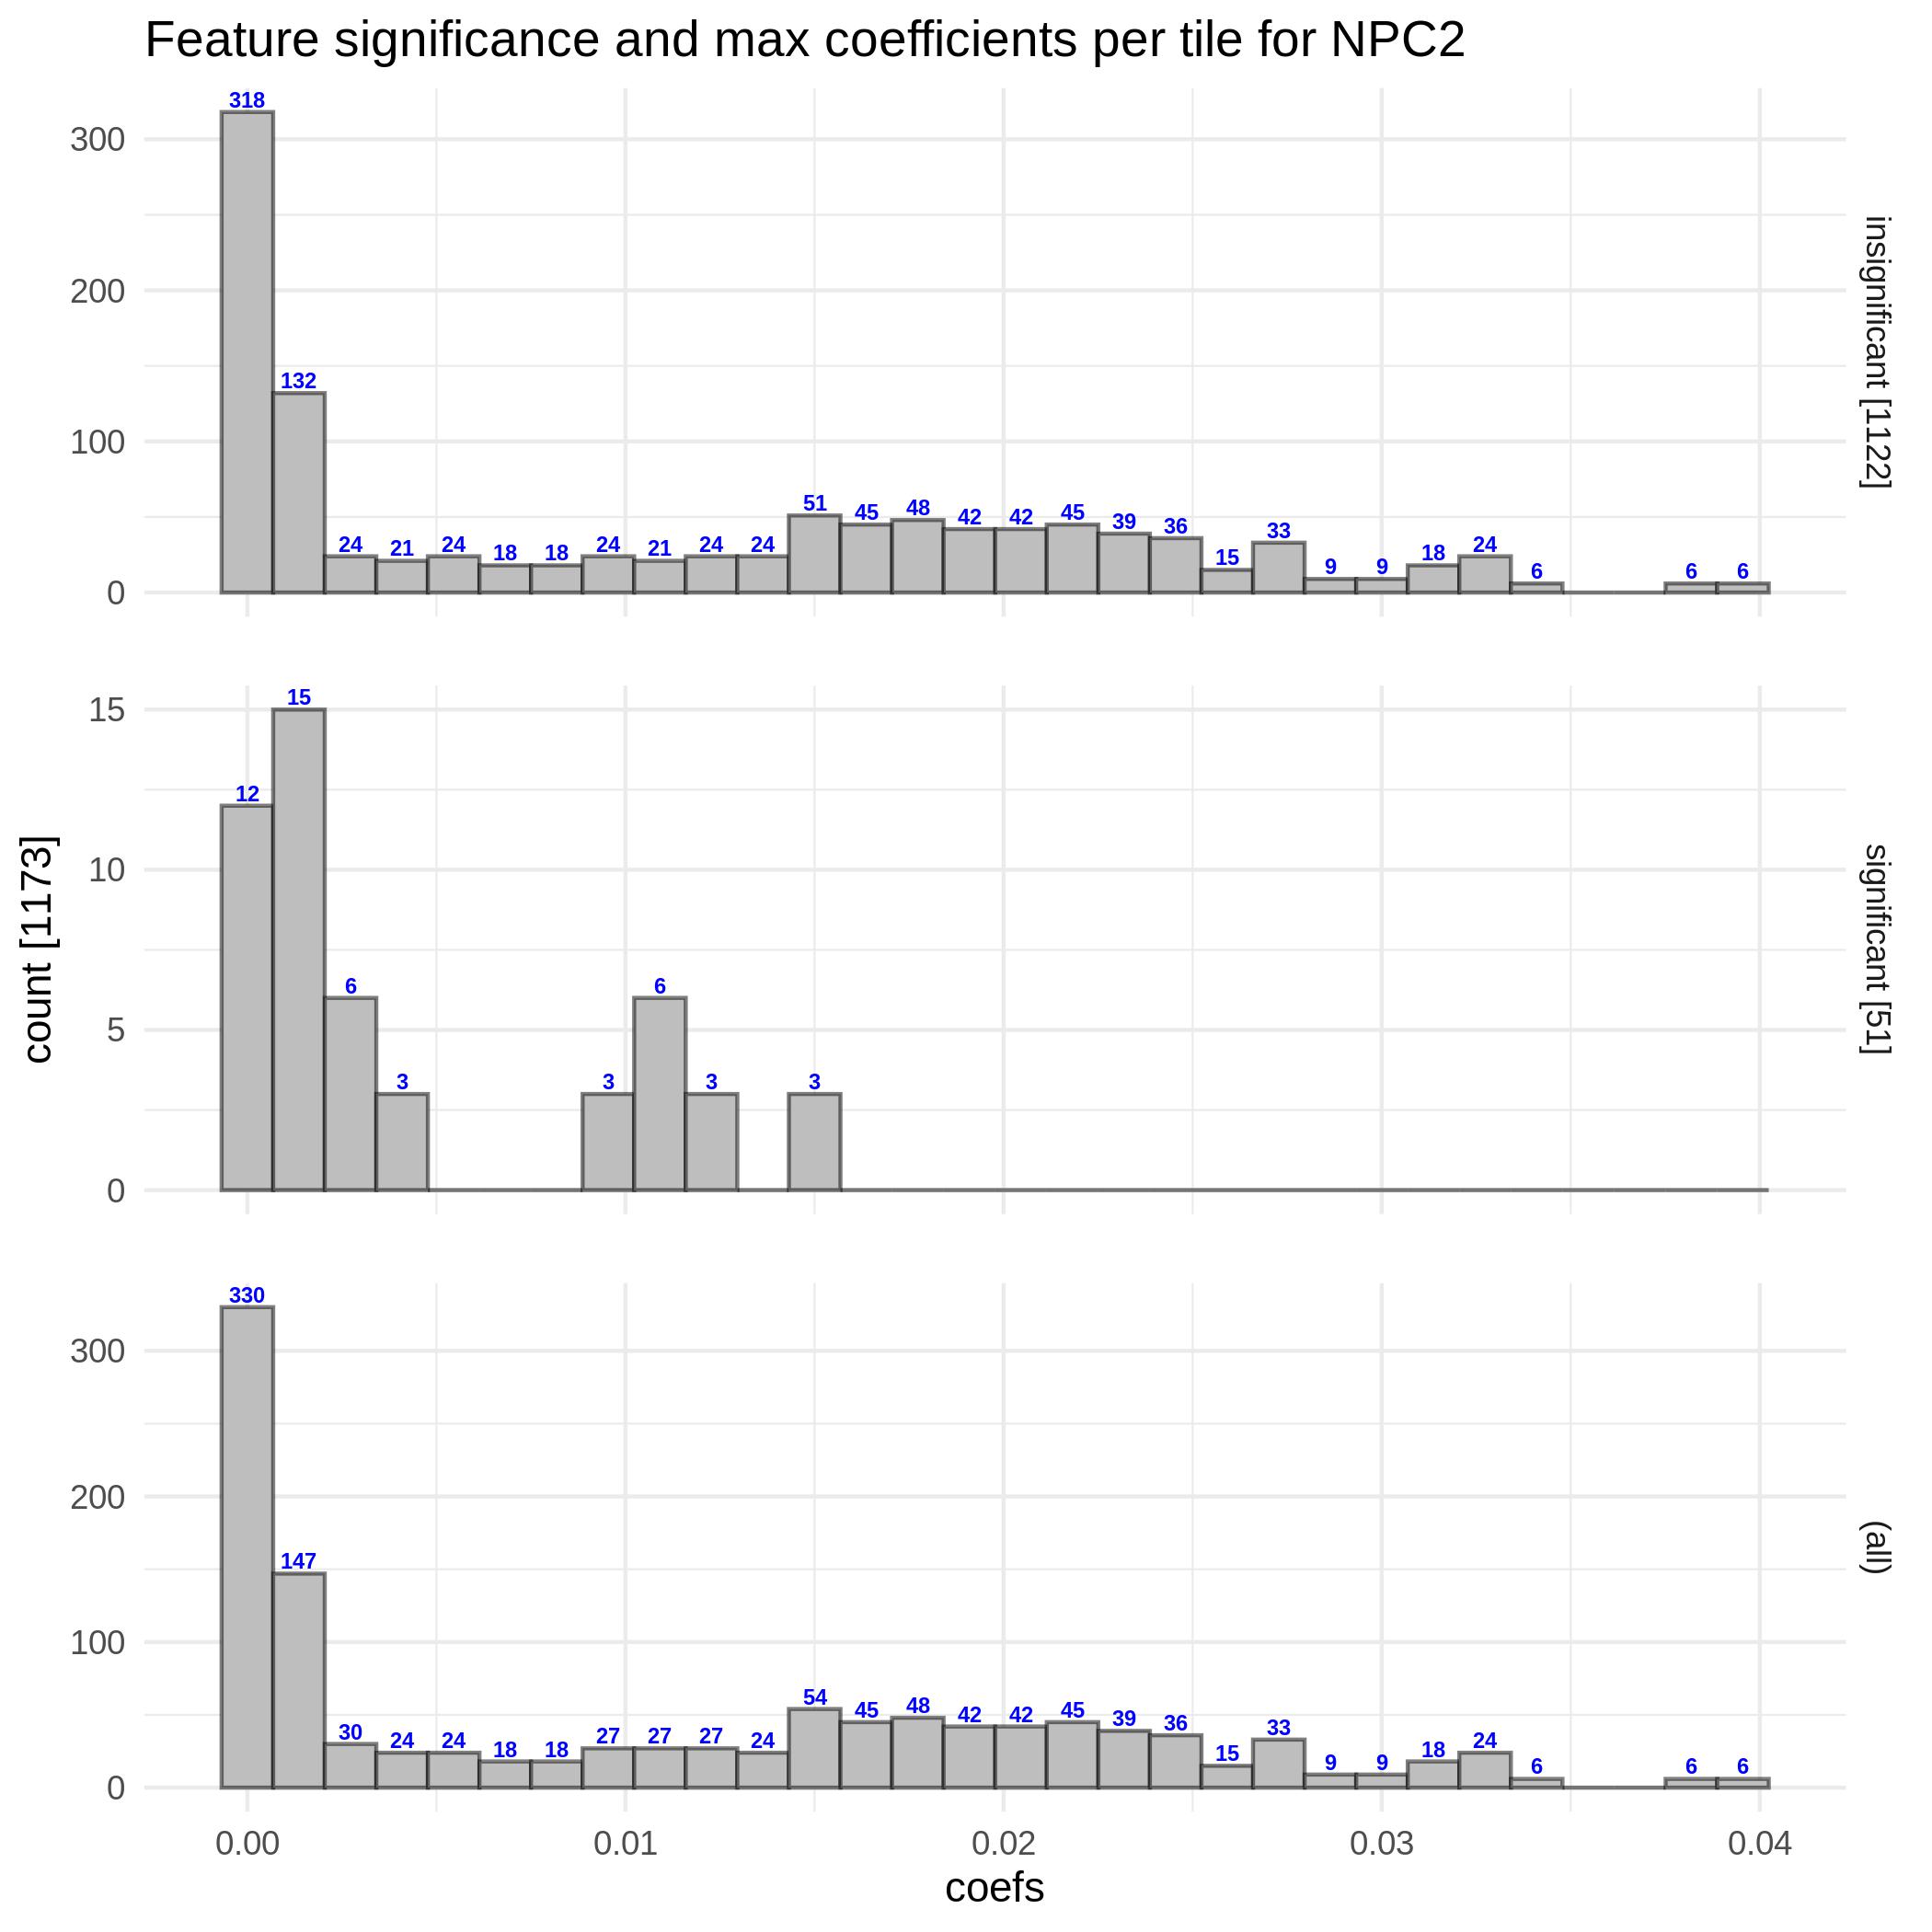 Feature significance and max coefficients per tile for NPC2
318
300
insignificant [1122]
200
132
100
51 45 48 42 42 45 39 36 33
24 21 24 18 18 24 21 24 24 15 9 9 18 24 6 6 6
0
15
15
12
10
count [1173]
significant [51]
6 6
5
3 3 3 3
0
330
300
(all)
200
147
100
54 45 48 42 42 45 39 36 33
30 24 24 18 18 27 27 27 24 15 9 9 18 24 6 6 6
0
0.00 0.01 0.02 0.03 0.04
coefs